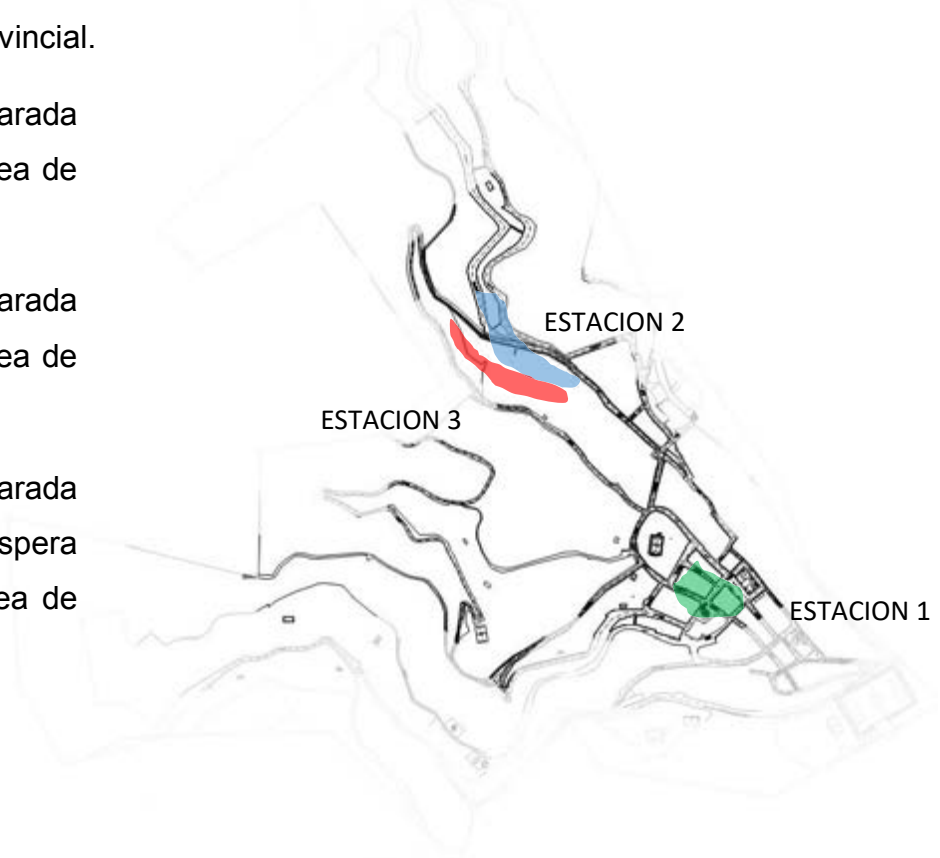 vincial.
arada
ea de
arada
ea de
arada
spera
ea de
ESTACION 2
ESTACION 3
ESTACION 1